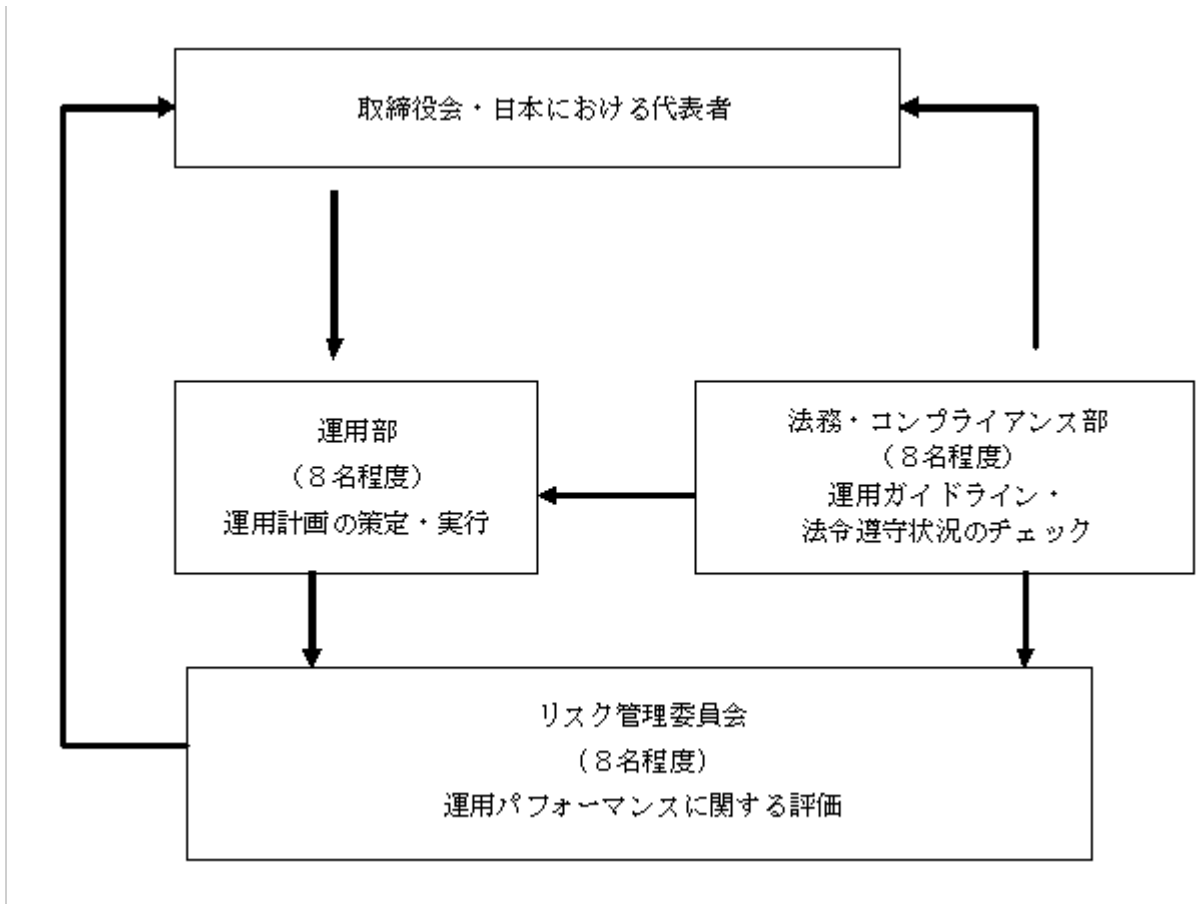 取締役会・日本における代表者
運用部
（８名程度）
運用計画の策定・実行
法務・コンプライアンス部
（８名程度）
運用ガイドライン・
法令遵守状況のチェック
リスク管理委員会
（８名程度）
運用パフォーマンスに関する評価